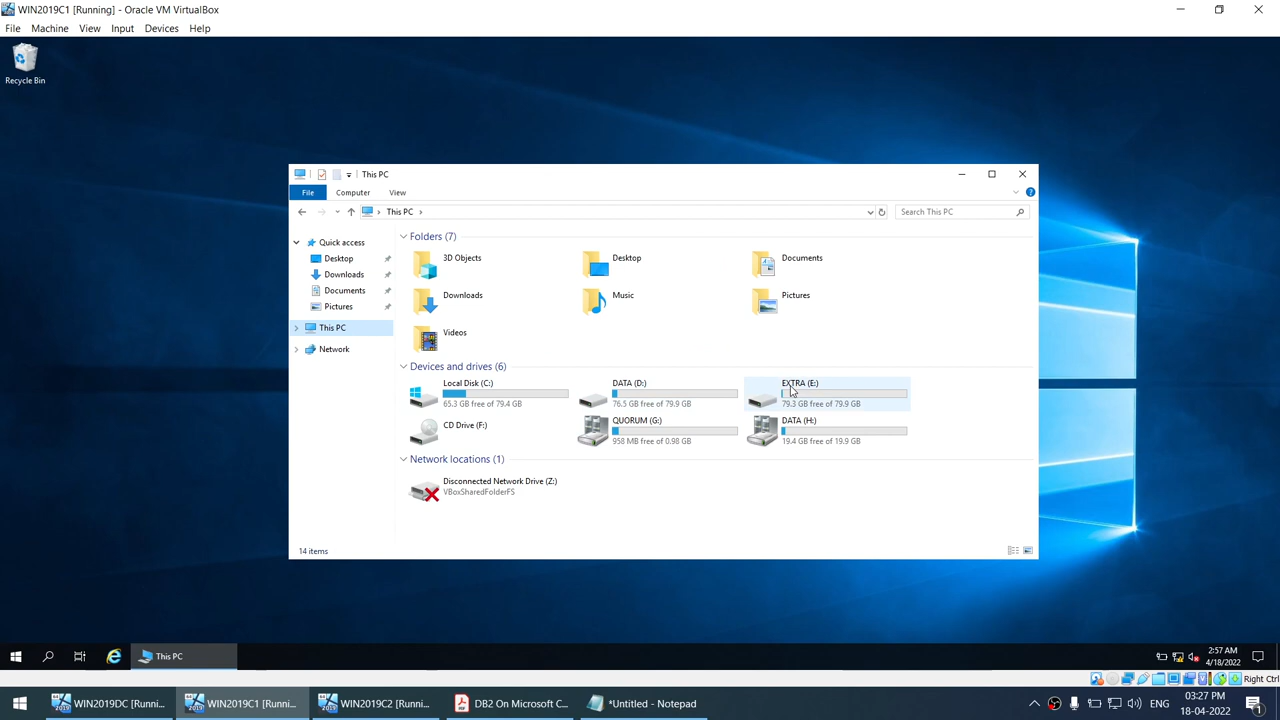 WIN2019C1 [Running] - Oracle VM VirtualBox
File Machine View Input Devices Help
Recycle Bin
This PC
File Computer View
This PC
Search This PC
Quick access
Desktop
Downloads
Documents
Pictures
This PC
Network
Folders (7)
3D Objects
Desktop
Documents
Downloads
Music
Pictures
Videos
Devices and drives (6)
Local Disk (C:)
65.3 GB free of 79.4 GB
DATA (D:)
76.5 GB free of 79.9 GB
EXTRA (E:)
79.3 GB free of 79.9 GB
CD Drive (F:)
QUORUM (G:)
958 MB free of 0.98 GB
DATA (H:)
19.4 GB free of 19.9 GB
Network locations (1)
Disconnected Network Drive (Z:)
VBoxSharedFolderFS
14 items
This PC
2:57 AM
4/18/2022
Right Ctrl
WIN2019DC [Runni...
WIN2019C1 [Runni...
WIN2019C2 [Runni...
DB2 On Microsoft C...
*Untitled - Notepad
ENG
03:27 PM
18-04-2022
1